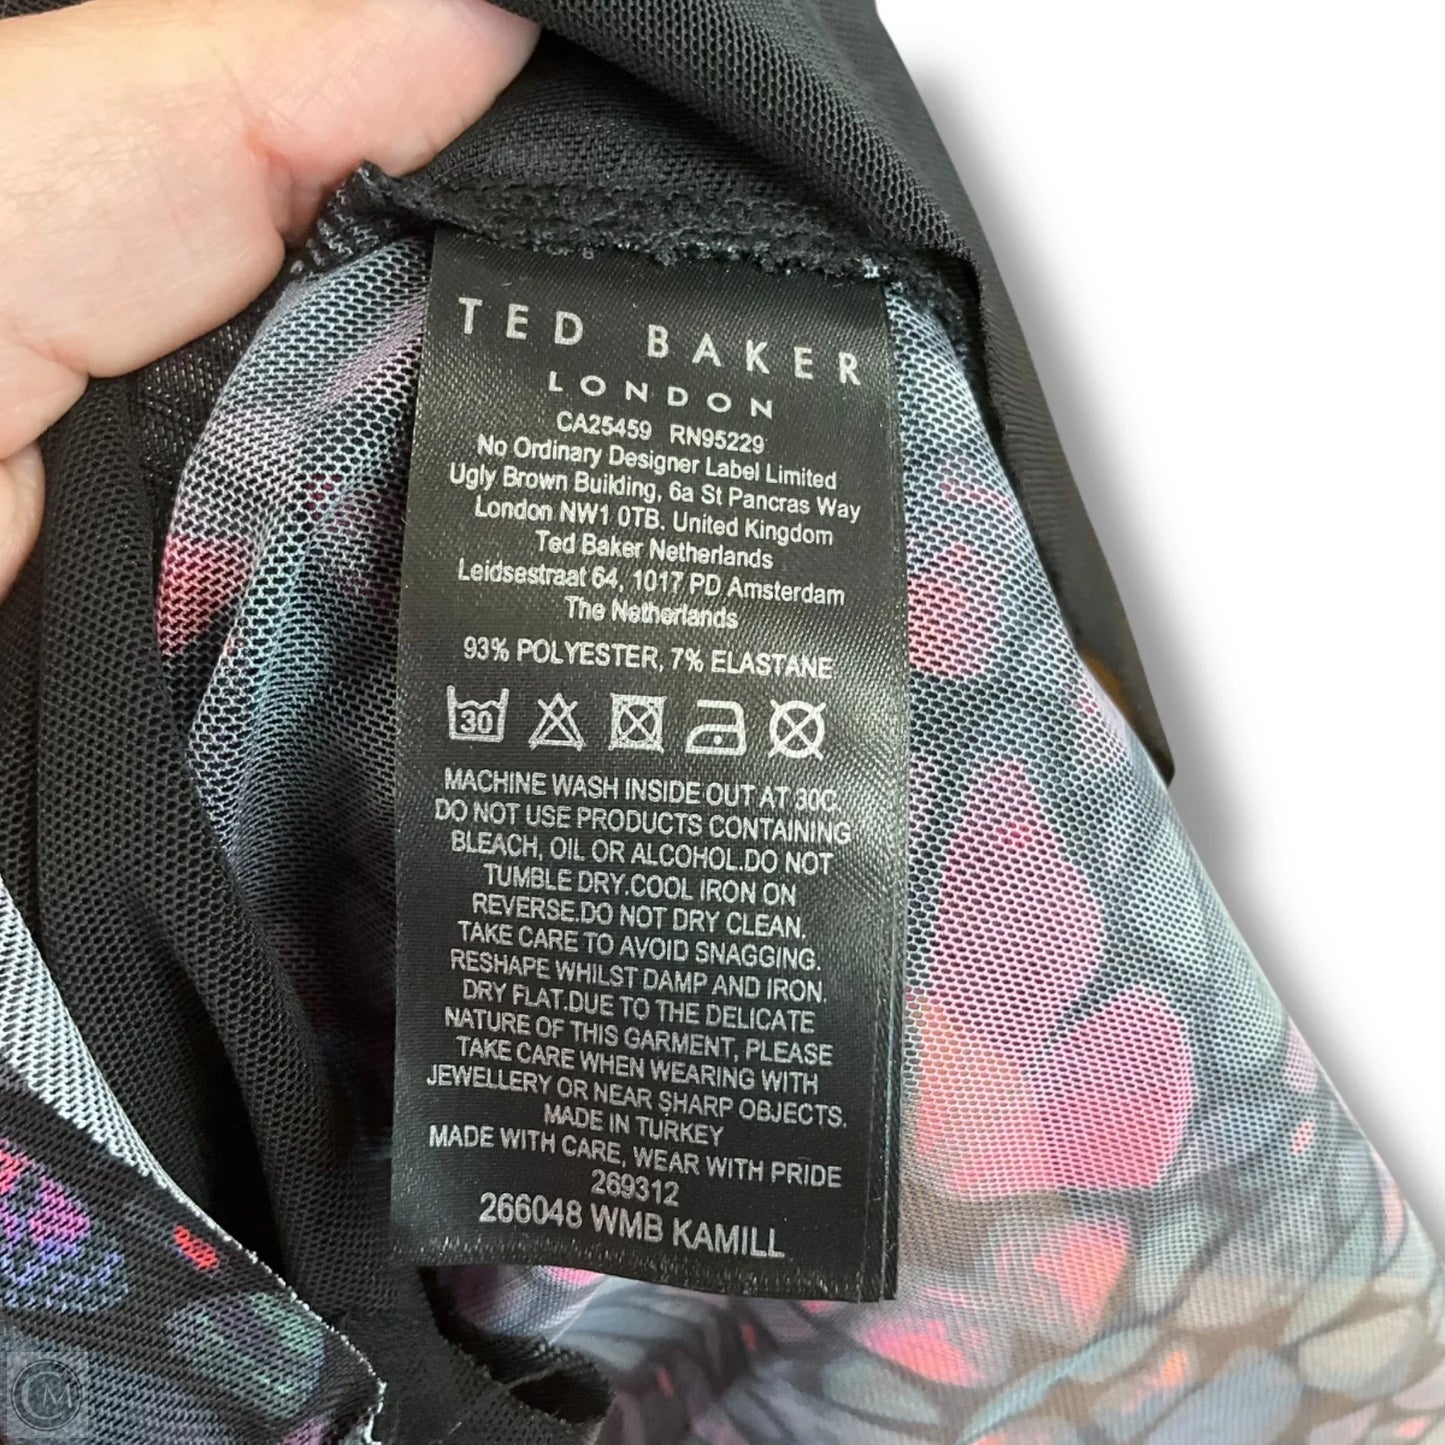 TED BAKER
LONDON
CA25459 RN95229
No Ordinary Designer Label Limited
Ugly Brown Building, 6a St Pancras Way
London NW1 0TB. United Kingdom
Ted Baker Netherlands
Leidsestraat 64, 1017 PD Amsterdam
The Netherlands
93% POLYESTER, 7% ELASTANE
30
MACHINE WASH INSIDE OUT AT 30C.
DO NOT USE PRODUCTS CONTAINING
BLEACH, OIL OR ALCOHOL.DO NOT
TUMBLE DRY.COOL IRON ON
REVERSE.DO NOT DRY CLEAN.
TAKE CARE TO AVOID SNAGGING.
RESHAPE WHILST DAMP AND IRON.
DRY FLAT.DUE TO THE DELICATE
NATURE OF THIS GARMENT, PLEASE
TAKE CARE WHEN WEARING WITH
JEWELLERY OR NEAR SHARP OBJECTS.
MADE IN TURKEY
MADE WITH CARE, WEAR WITH PRIDE
269312
266048 WMB KAMILL